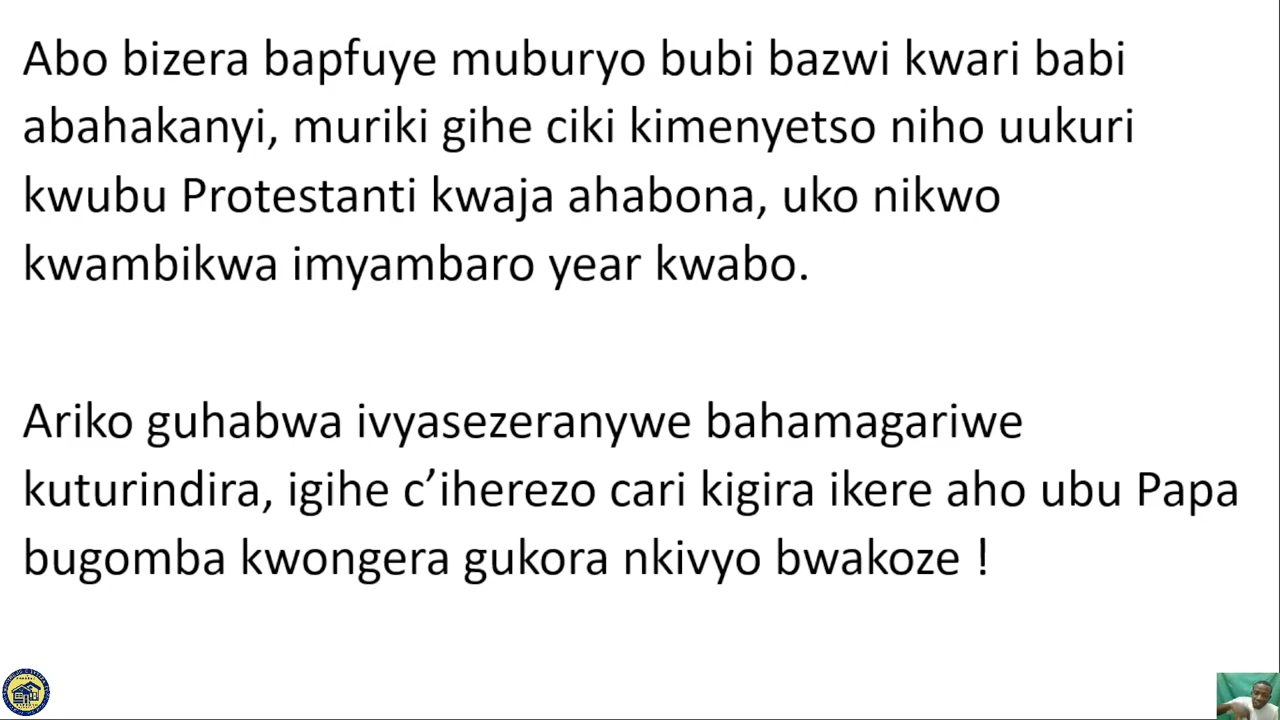 Abo bizera bapfuye muburyo bubi bazwi kwari babi
abahakanyi, muriki gihe ciki kimenyetso niho uukuri
kwubu Protestanti kwaja ahabona, uko nikwo
kwambikwa imyambaro year kwabo.
Ariko guhabwa ivyasezeranywe bahamagariwe
kuturindira, igihe c’iherezo cari kigira ikere aho ubu Papa
bugomba kwongera gukora nkivyo bwakoze !